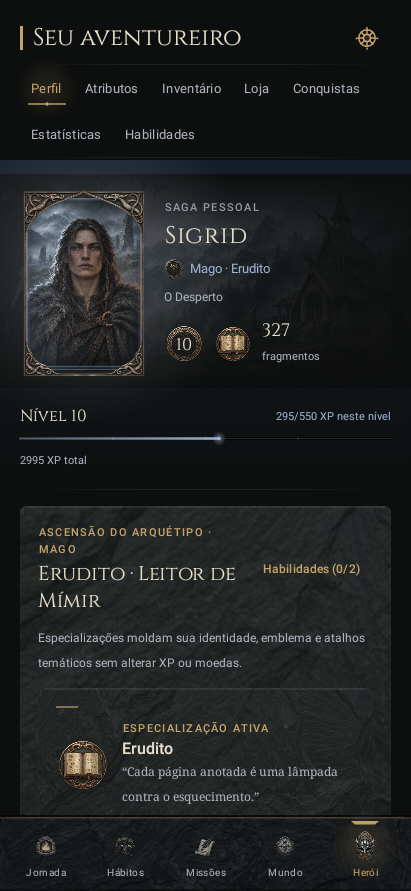 Seu aventureiro
Perfil Atributos Inventário Loja Conquistas
Estatísticas Habilidades
SAGA PESSOAL
Sigrid
Mago · Erudito
O Desperto
10
327
fragmentos
Nível 10
295/550 XP neste nível
2995 XP total
ASCENSÃO DO ARQUÉTIPO ·
MAGO
Erudito · Leitor de
Mímir
Habilidades (0/2)
Especializações moldam sua identidade, emblema e atalhos
temáticos sem alterar XP ou moedas.
ESPECIALIZAÇÃO ATIVA
Erudito
“Cada página anotada é uma lâmpada
contra o esquecimento.”
Jornada Hábitos Missões Mundo Herói